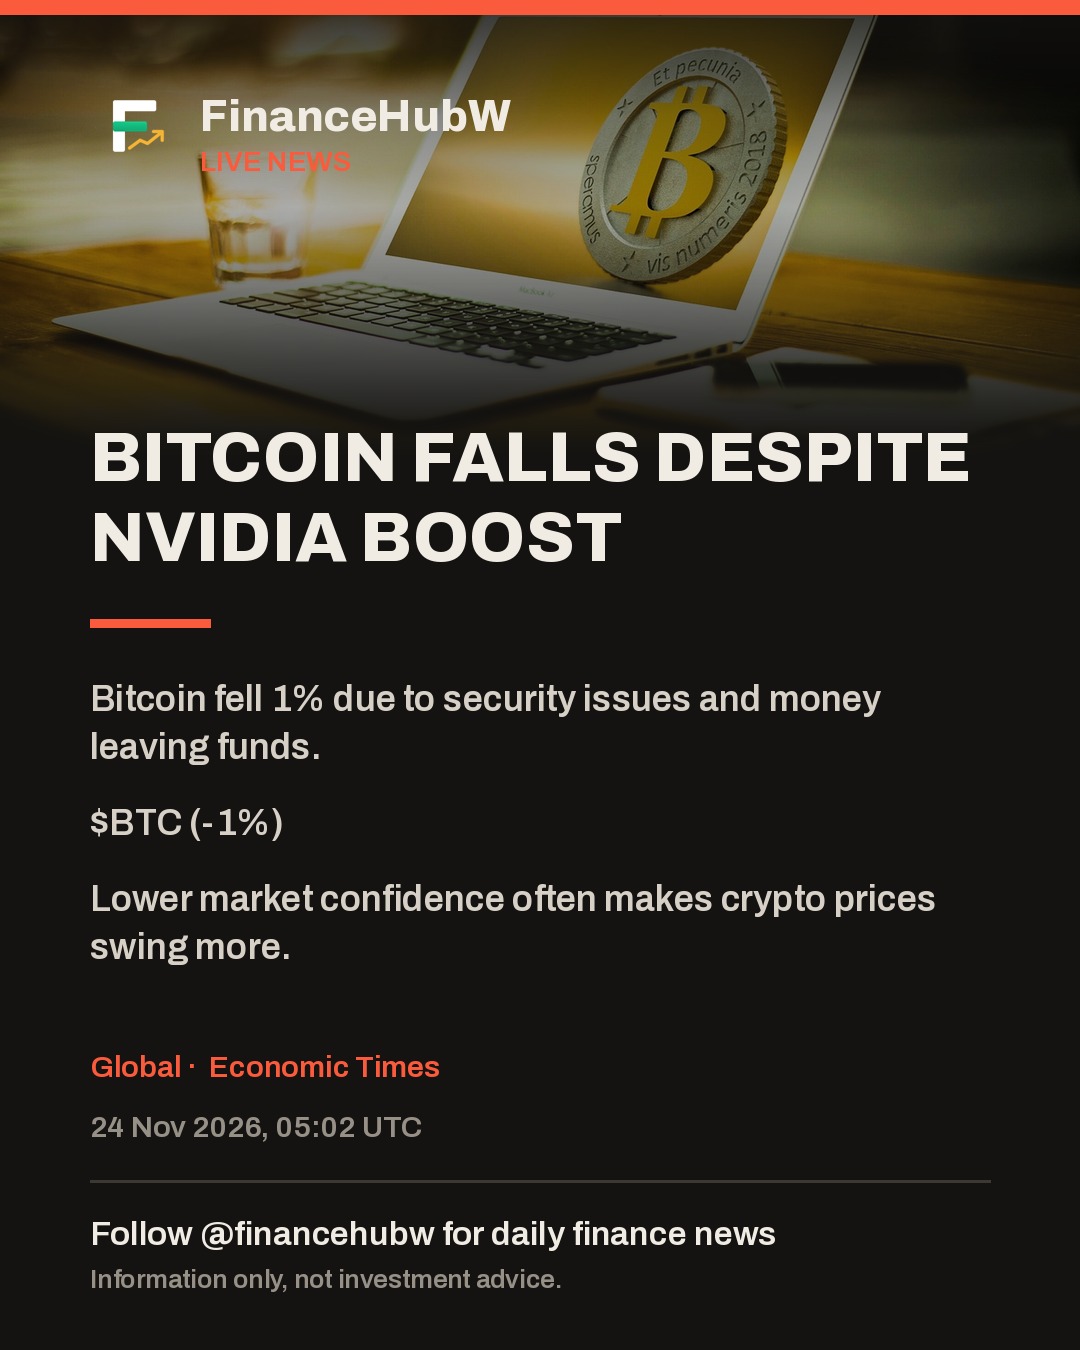 FinanceHubW
LIVE NEWS
Et pecunia
speramus
vis numeris 2018
BITCOIN FALLS DESPITE
NVIDIA BOOST
Bitcoin fell 1% due to security issues and money
leaving funds.
$BTC (-1%)
Lower market confidence often makes crypto prices
swing more.
Global · Economic Times
24 Nov 2026, 05:02 UTC
Follow @financehubw for daily finance news
Information only, not investment advice.